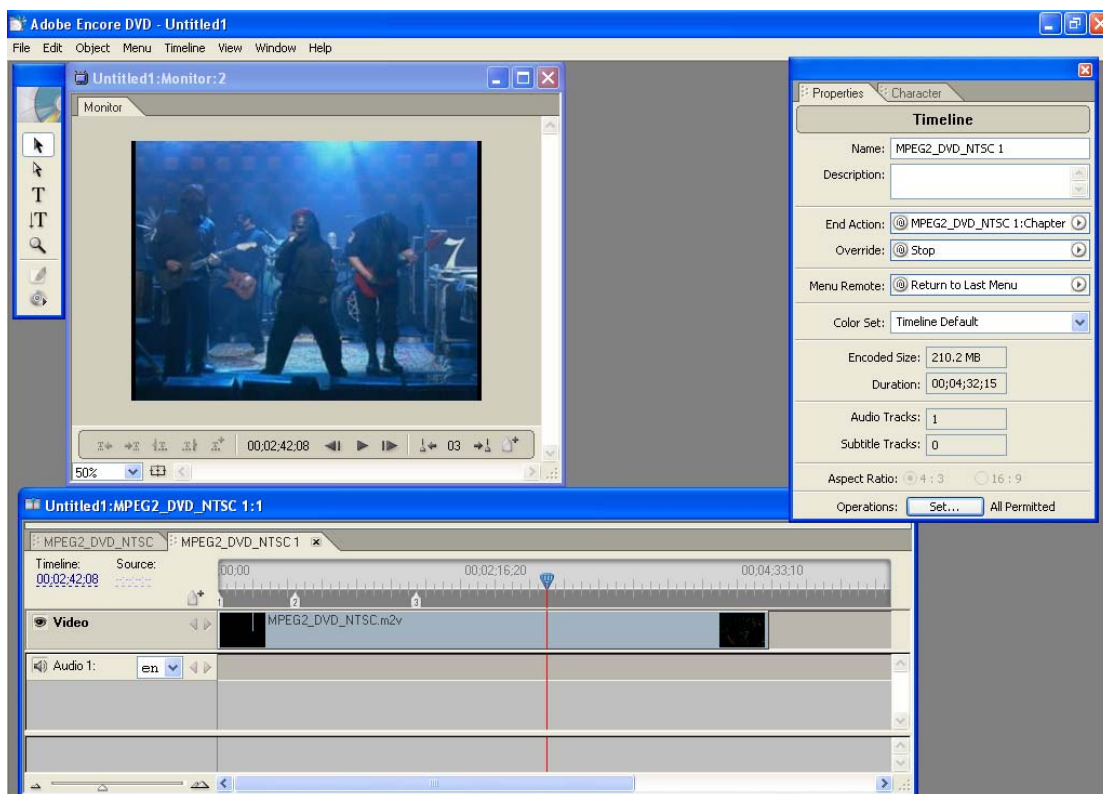 Adobe Encore DVD - Untitled1
File Edit Object Menu Timeline View Window Help
Untitled1:Monitor:2
Monitor
T
T
00;02;42;08
03
50%
Properties
Character
Timeline
Name: MPEG2_DVD_NTSC 1
Description:
End Action: MPEG2_DVD_NTSC 1:Chapter
Override: Stop
Menu Remote: Return to Last Menu
Color Set: Timeline Default
Encoded Size: 210.2 MB
Duration: 00;04;32;15
Audio Tracks: 1
Subtitle Tracks: 0
Aspect Ratio: 4 : 3 16 : 9
Operations: Set... All Permitted
Untitled1:MPEG2_DVD_NTSC 1:1
MPEG2_DVD_NTSC MPEG2_DVD_NTSC 1
Timeline: Source:
00;02;42;08 --;--;--;--
00;00 00;02;16;20 00;04;33;10
1 2 3
Video MPEG2_DVD_NTSC.m2v
Audio 1: en